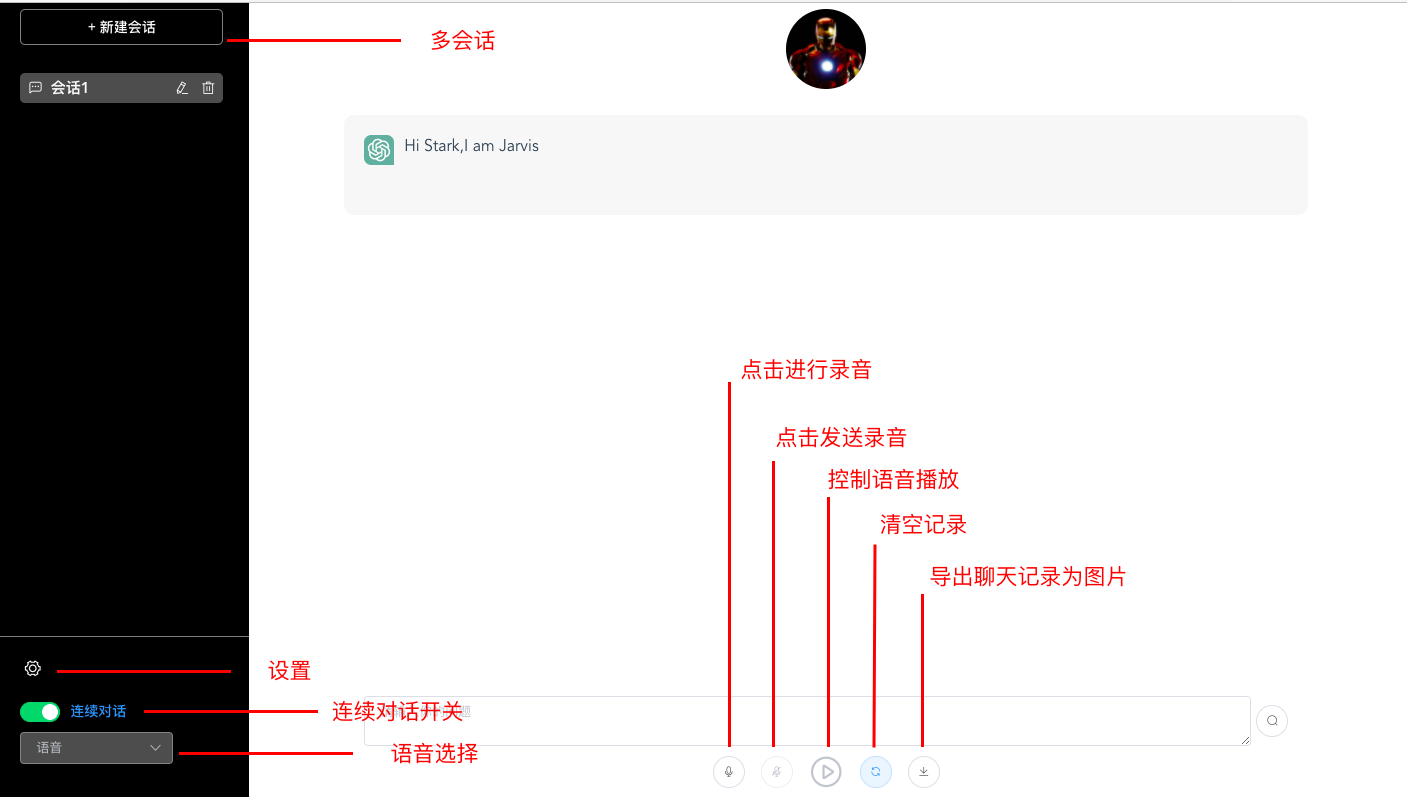 + 新建会话
多会话
会话1
Hi Stark,I am Jarvis
点击进行录音
点击发送录音
控制语音播放
清空记录
导出聊天记录为图片
设置
连续对话
连续对话开关
语音
语音选择